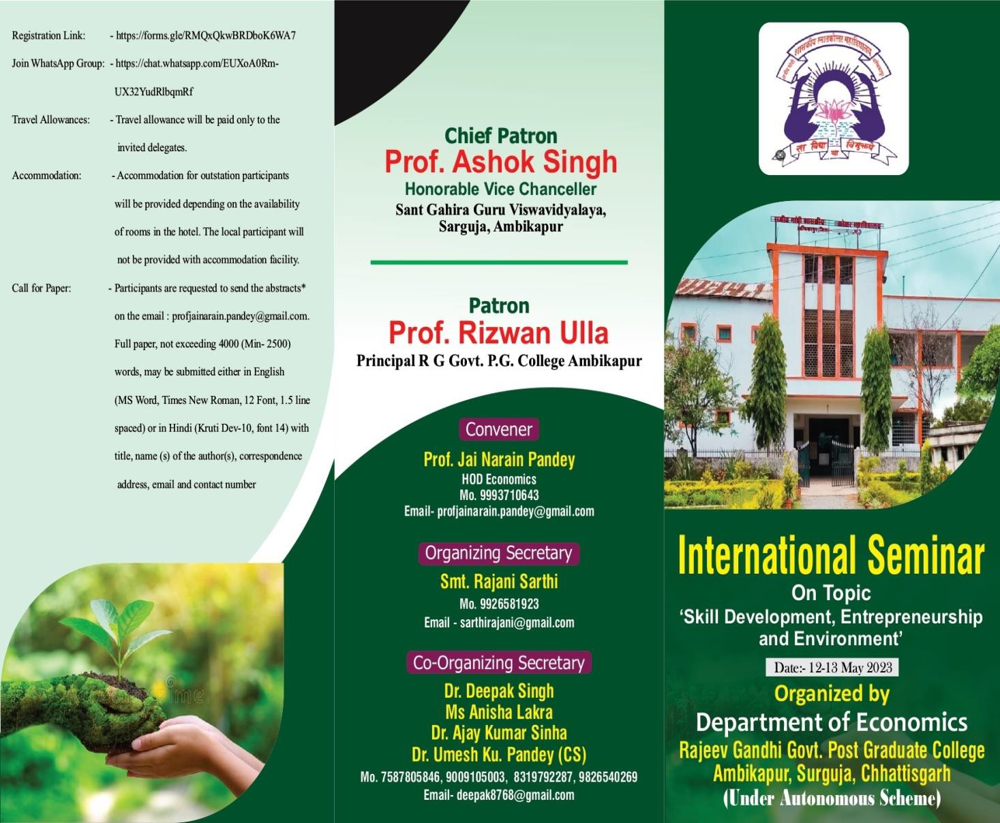 Registration Link: - https://forms.gle/RMQxQkwBRDboK6WA7
Join WhatsApp Group: - https://chat.whatsapp.com/EUXoA0Rm-
UX32YudRlbqmRf
Travel Allowances: - Travel allowance will be paid only to the
invited delegates.
Accommodation: - Accommodation for outstation participants
will be provided depending on the availability
of rooms in the hotel. The local participant will
not be provided with accommodation facility.
Call for Paper: - Participants are requested to send the abstracts*
on the email : profjainarain.pandey@gmail.com.
Full paper, not exceeding 4000 (Min- 2500)
words, may be submitted either in English
(MS Word, Times New Roman, 12 Font, 1.5 line
spaced) or in Hindi (Kruti Dev-10, font 14) with
title, name (s) of the author(s), correspondence
address, email and contact number
Chief Patron
Prof. Ashok Singh
Honorable Vice Chanceller
Sant Gahira Guru Viswavidyalaya,
Sarguja, Ambikapur
Patron
Prof. Rizwan Ulla
Principal R G Govt. P.G. College Ambikapur
Convener
Prof. Jai Narain Pandey
HOD Economics
Mo. 9993710643
Email- profjainarain.pandey@gmail.com
Organizing Secretary
Smt. Rajani Sarthi
Mo. 9926581923
Email - sarthirajani@gmail.com
Co-Organizing Secretary
Dr. Deepak Singh
Ms Anisha Lakra
Dr. Ajay Kumar Sinha
Dr. Umesh Ku. Pandey (CS)
Mo. 7587805846, 9009105003, 8319792287, 9826540269
Email- deepak8768@gmail.com
राजीव गांधी शासकीय स्नातकोत्तर महाविद्यालय, अम्बिकापुर
सा विद्या या विमुक्तये
राजीव गांधी शासकीय
महाविद्यालय
International Seminar
On Topic
‘Skill Development, Entrepreneurship
and Environment’
Date:- 12-13 May 2023
Organized by
Department of Economics
Rajeev Gandhi Govt. Post Graduate College
Ambikapur, Surguja, Chhattisgarh
(Under Autonomous Scheme)